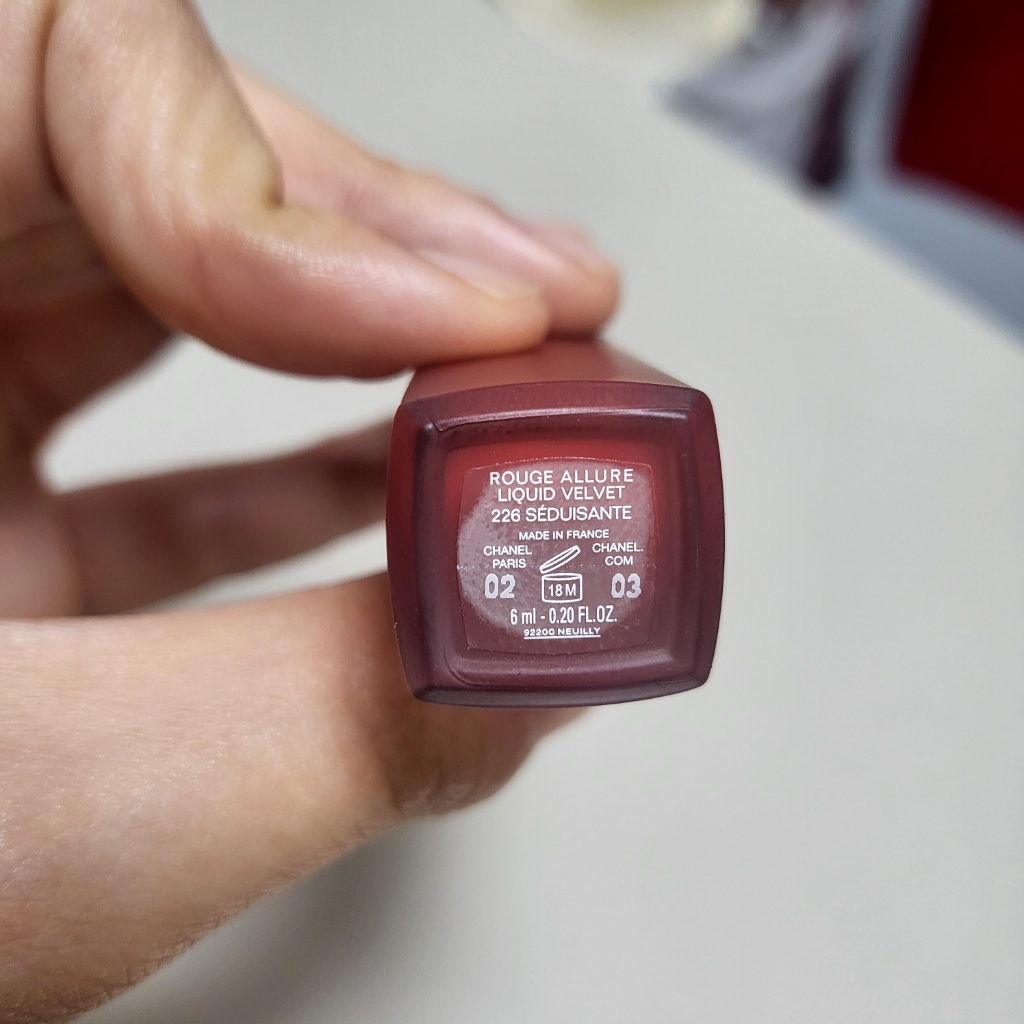 ROUGE ALLURE
LIQUID VELVET
226 SÉDUISANTE
MADE IN FRANCE
CHANEL CHANEL.
PARIS COM
02 18 M 03
6 ml - 0.20 FL.OZ.
92200 NEUILLY